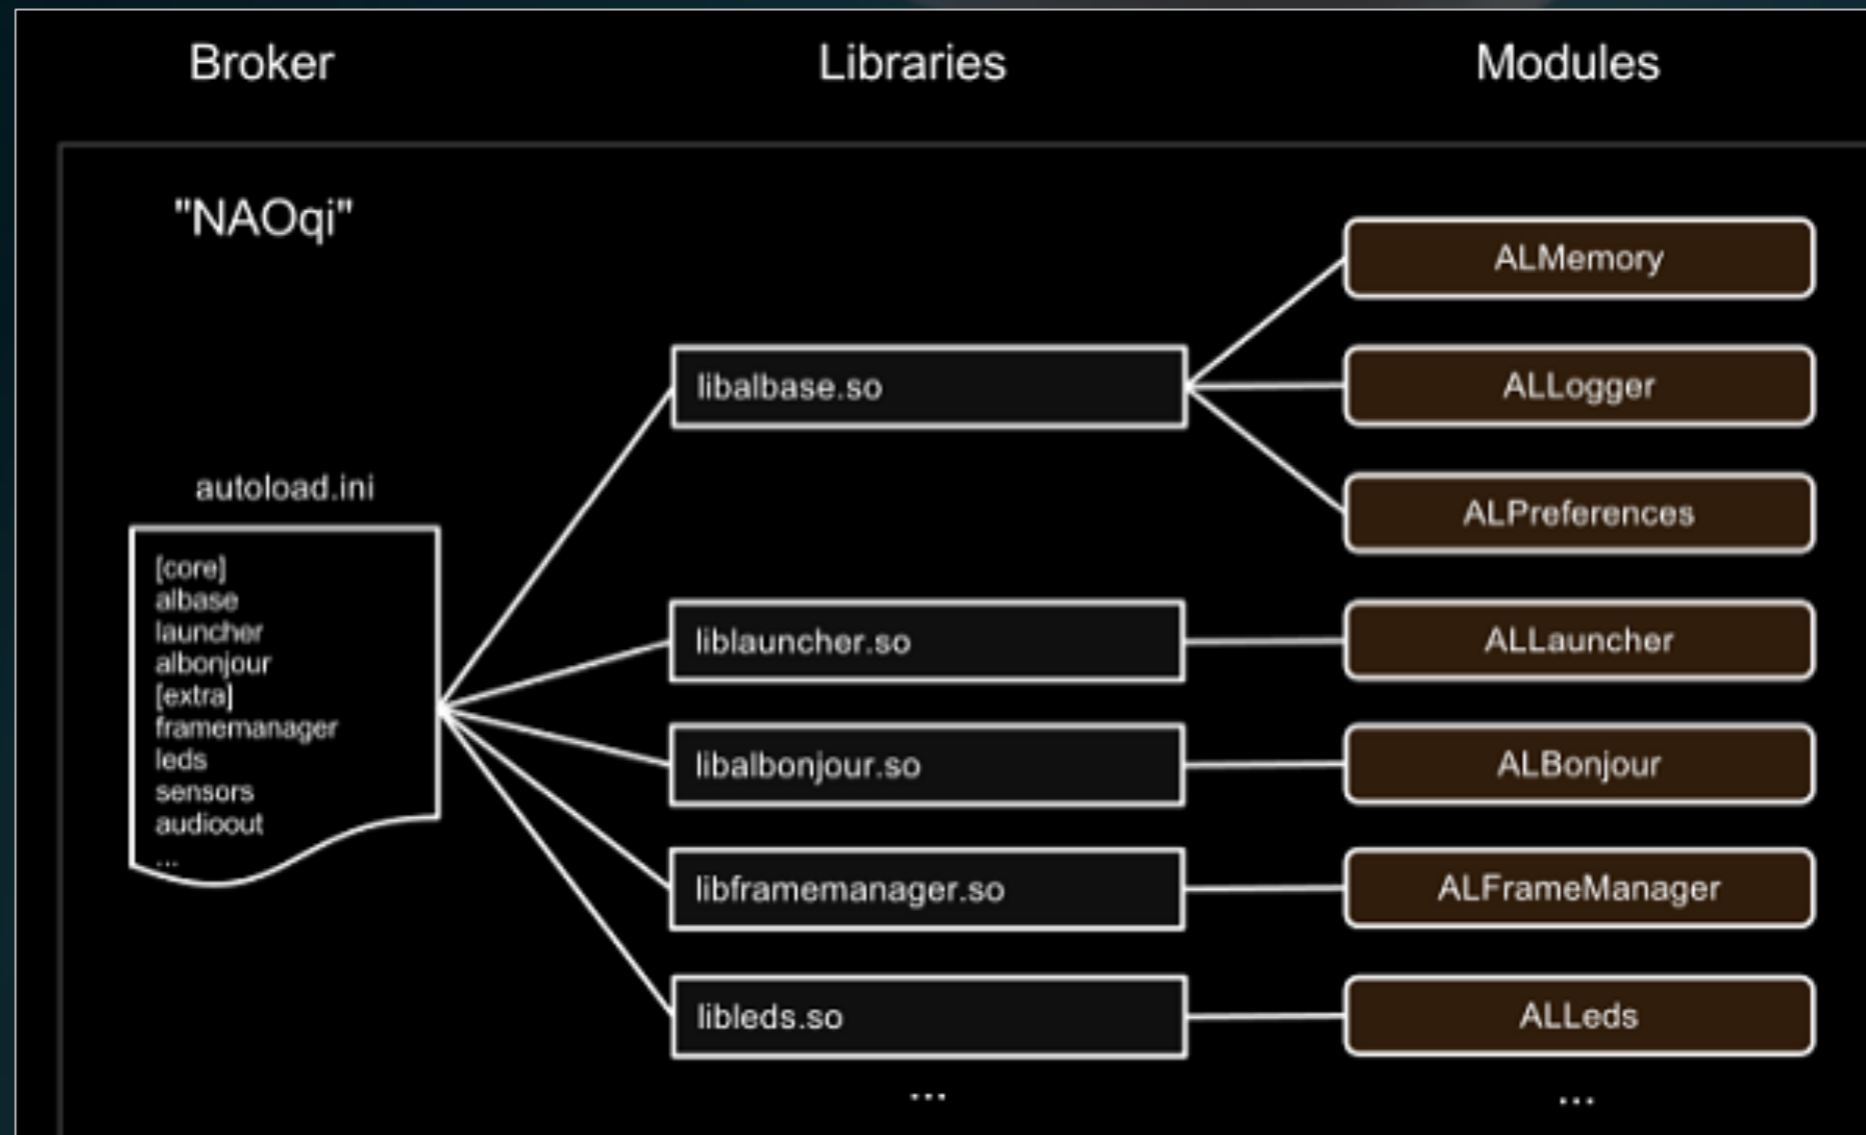 Broker
Libraries
Modules
"NAOqi"
autoload.ini
[core]
albase
launcher
albonjour
[extra]
framemanager
leds
sensors
audioout
...
libalbase.so
liblauncher.so
libalbonjour.so
libframemanager.so
libleds.so
...
ALMemory
ALLogger
ALPreferences
ALLauncher
ALBonjour
ALFrameManager
ALLeds
...